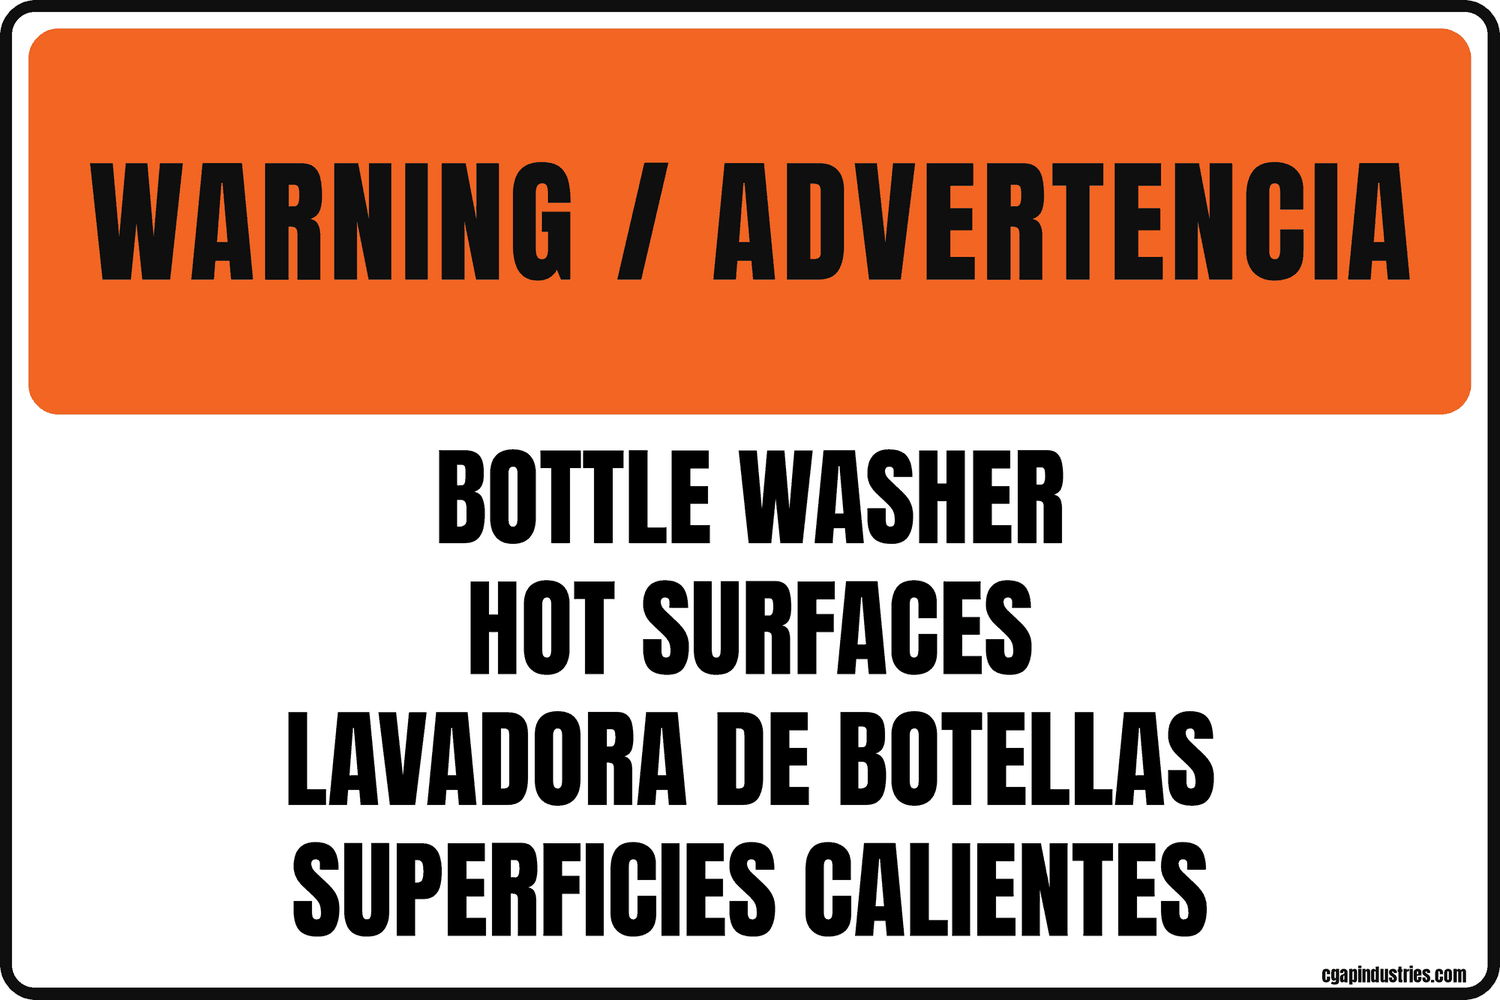 WARNING / ADVERTENCIA
BOTTLE WASHER
HOT SURFACES
LAVADORA DE BOTELLAS
SUPERFICIES CALIENTES
cgapindustries.com